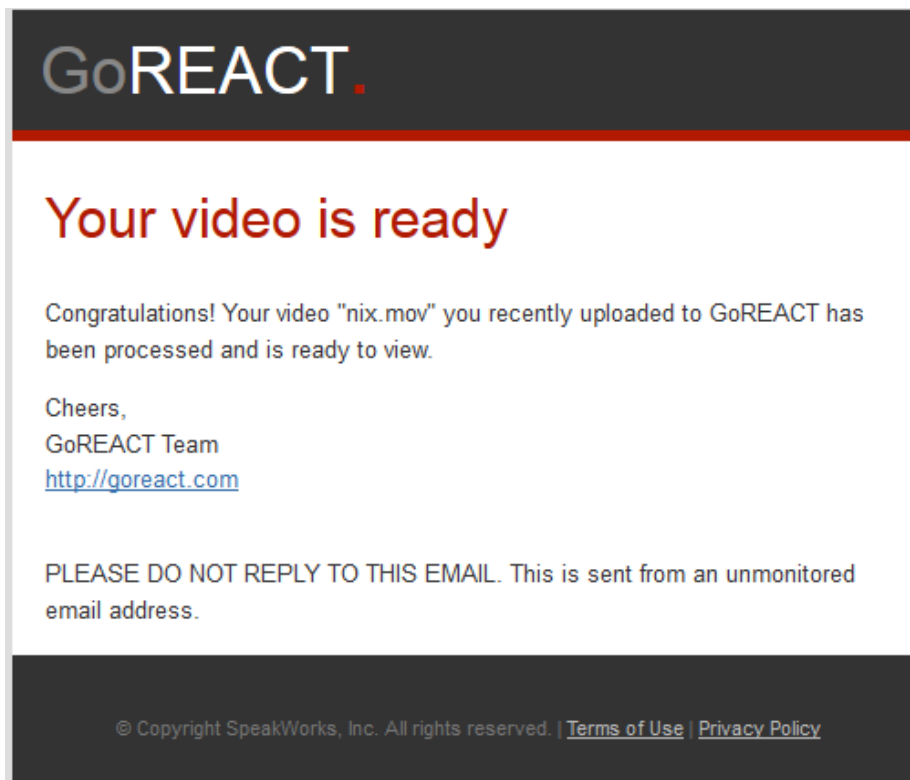 GoREACT.
Your video is ready
Congratulations! Your video "nix.mov" you recently uploaded to GoREACT has
been processed and is ready to view.
Cheers,
GoREACT Team
http://goreact.com
PLEASE DO NOT REPLY TO THIS EMAIL. This is sent from an unmonitored
email address.
© Copyright SpeakWorks, Inc. All rights reserved. | Terms of Use | Privacy Policy